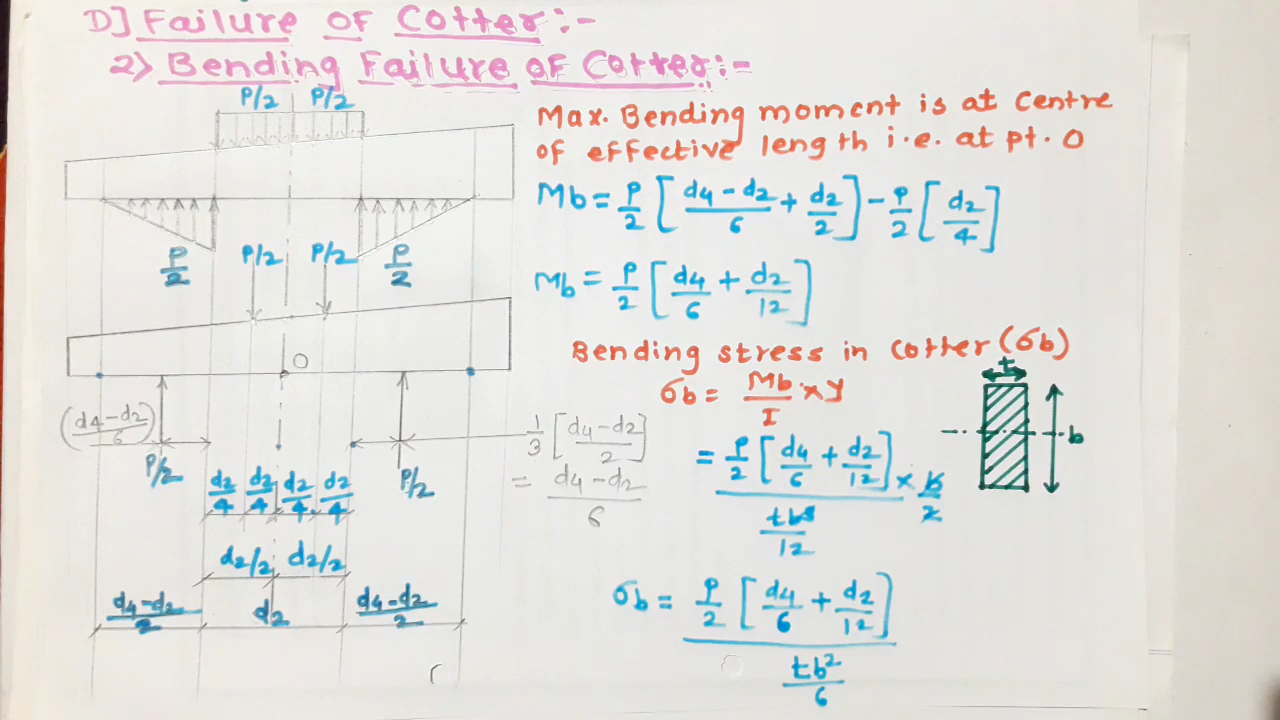 D] Failure OF Cotter:-
2) Bending Failure OF Cotter:-
P/2 P/2
P/2 P/2 P/2 P/2
O
(d4-d2/6)
P/2 P/2
1/3 [d4-d2/2]
= d4-d2/6
d2/4 d2/4 d2/4 d2/4
d2/2 d2/2
d4-d2/2 d2 d4-d2/2
Max. Bending moment is at centre
of effective length i.e. at pt. O
Mb = P/2 [d4-d2/6 + d2/2] - P/2 [d2/4]
Mb = P/2 [d4/6 + d2/12]
Bending stress in cotter (σb)
σb = Mb/I × y
t
b
= P/2 [d4/6 + d2/12] × b/2
tb³/12
σb = P/2 [d4/6 + d2/12]
tb²/6